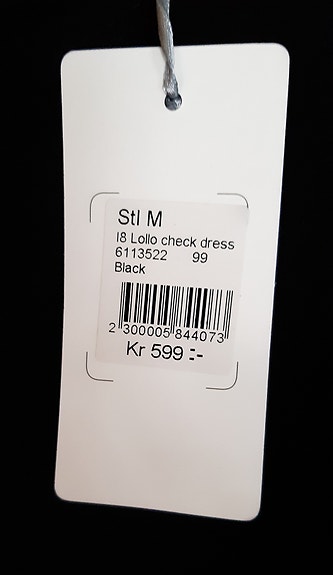 Stl M
I8 Lollo check dress
6113522 99
Black
2 300005 844073
Kr 599 :-